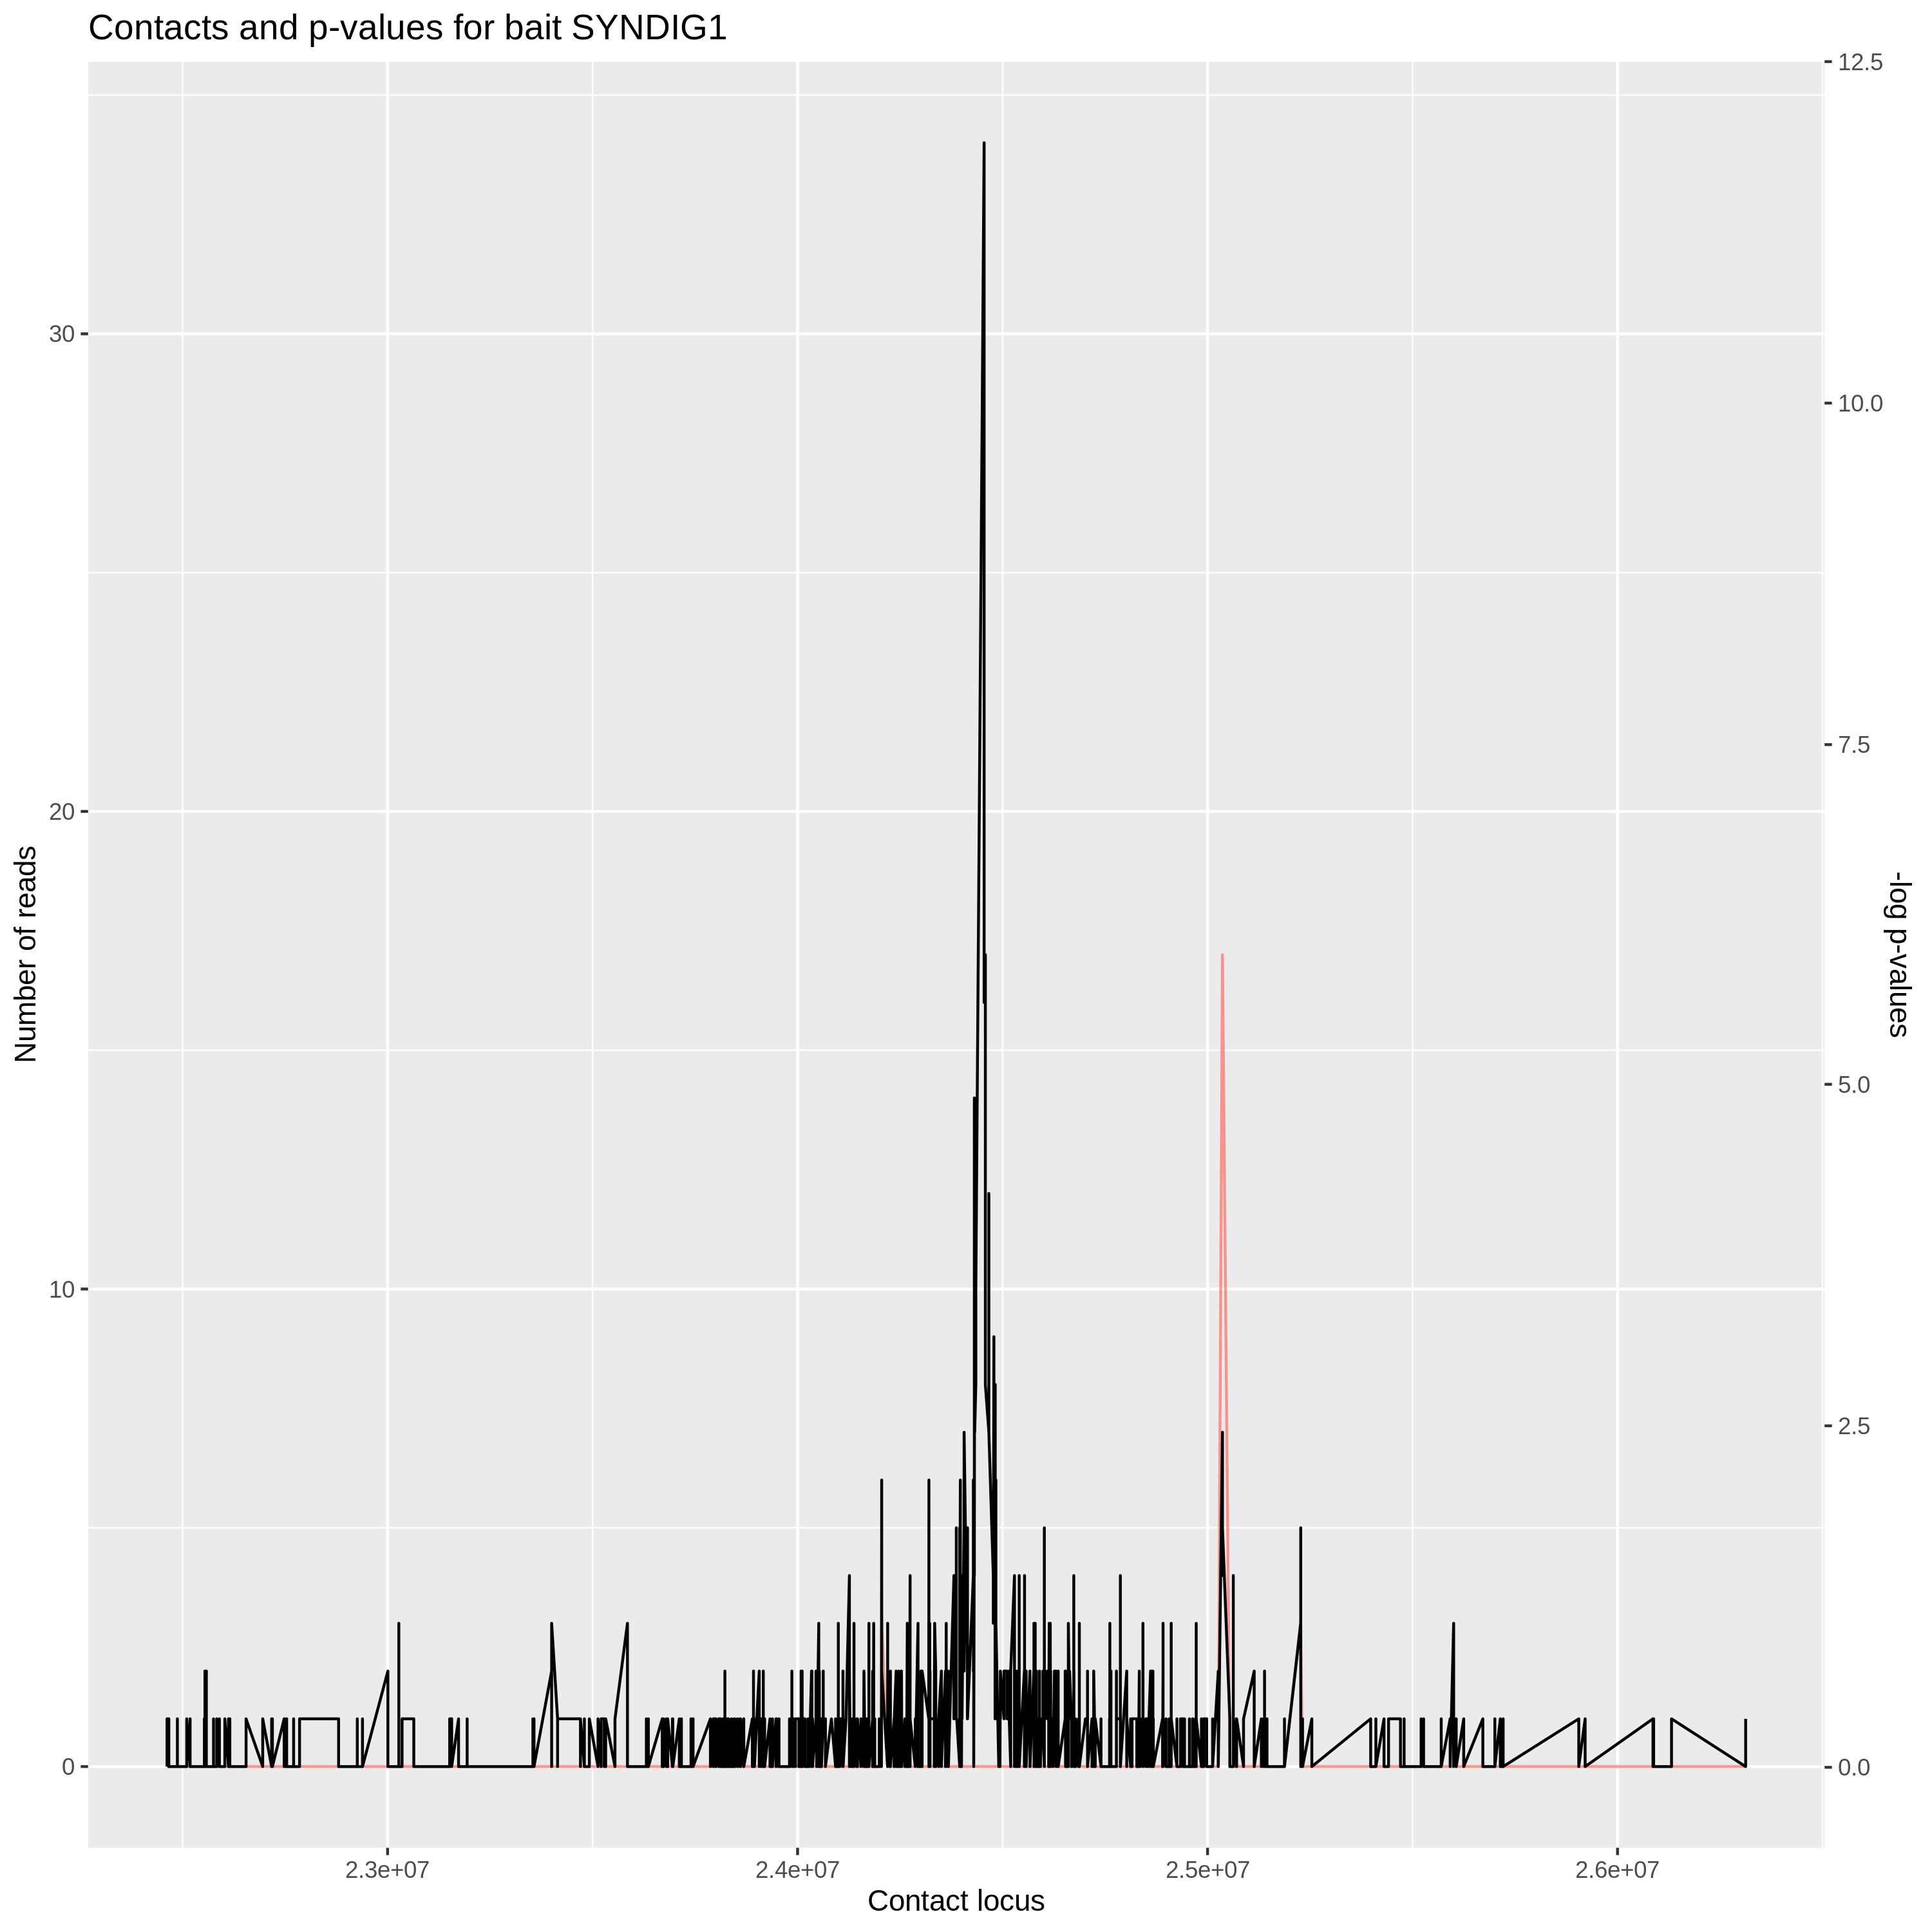 Contacts and p-values for bait SYNDIG1
12.5
30
10.0
7.5
20
Number of reads
-log p-values
5.0
10
2.5
0
0.0
2.3e+07
2.4e+07
2.5e+07
2.6e+07
Contact locus